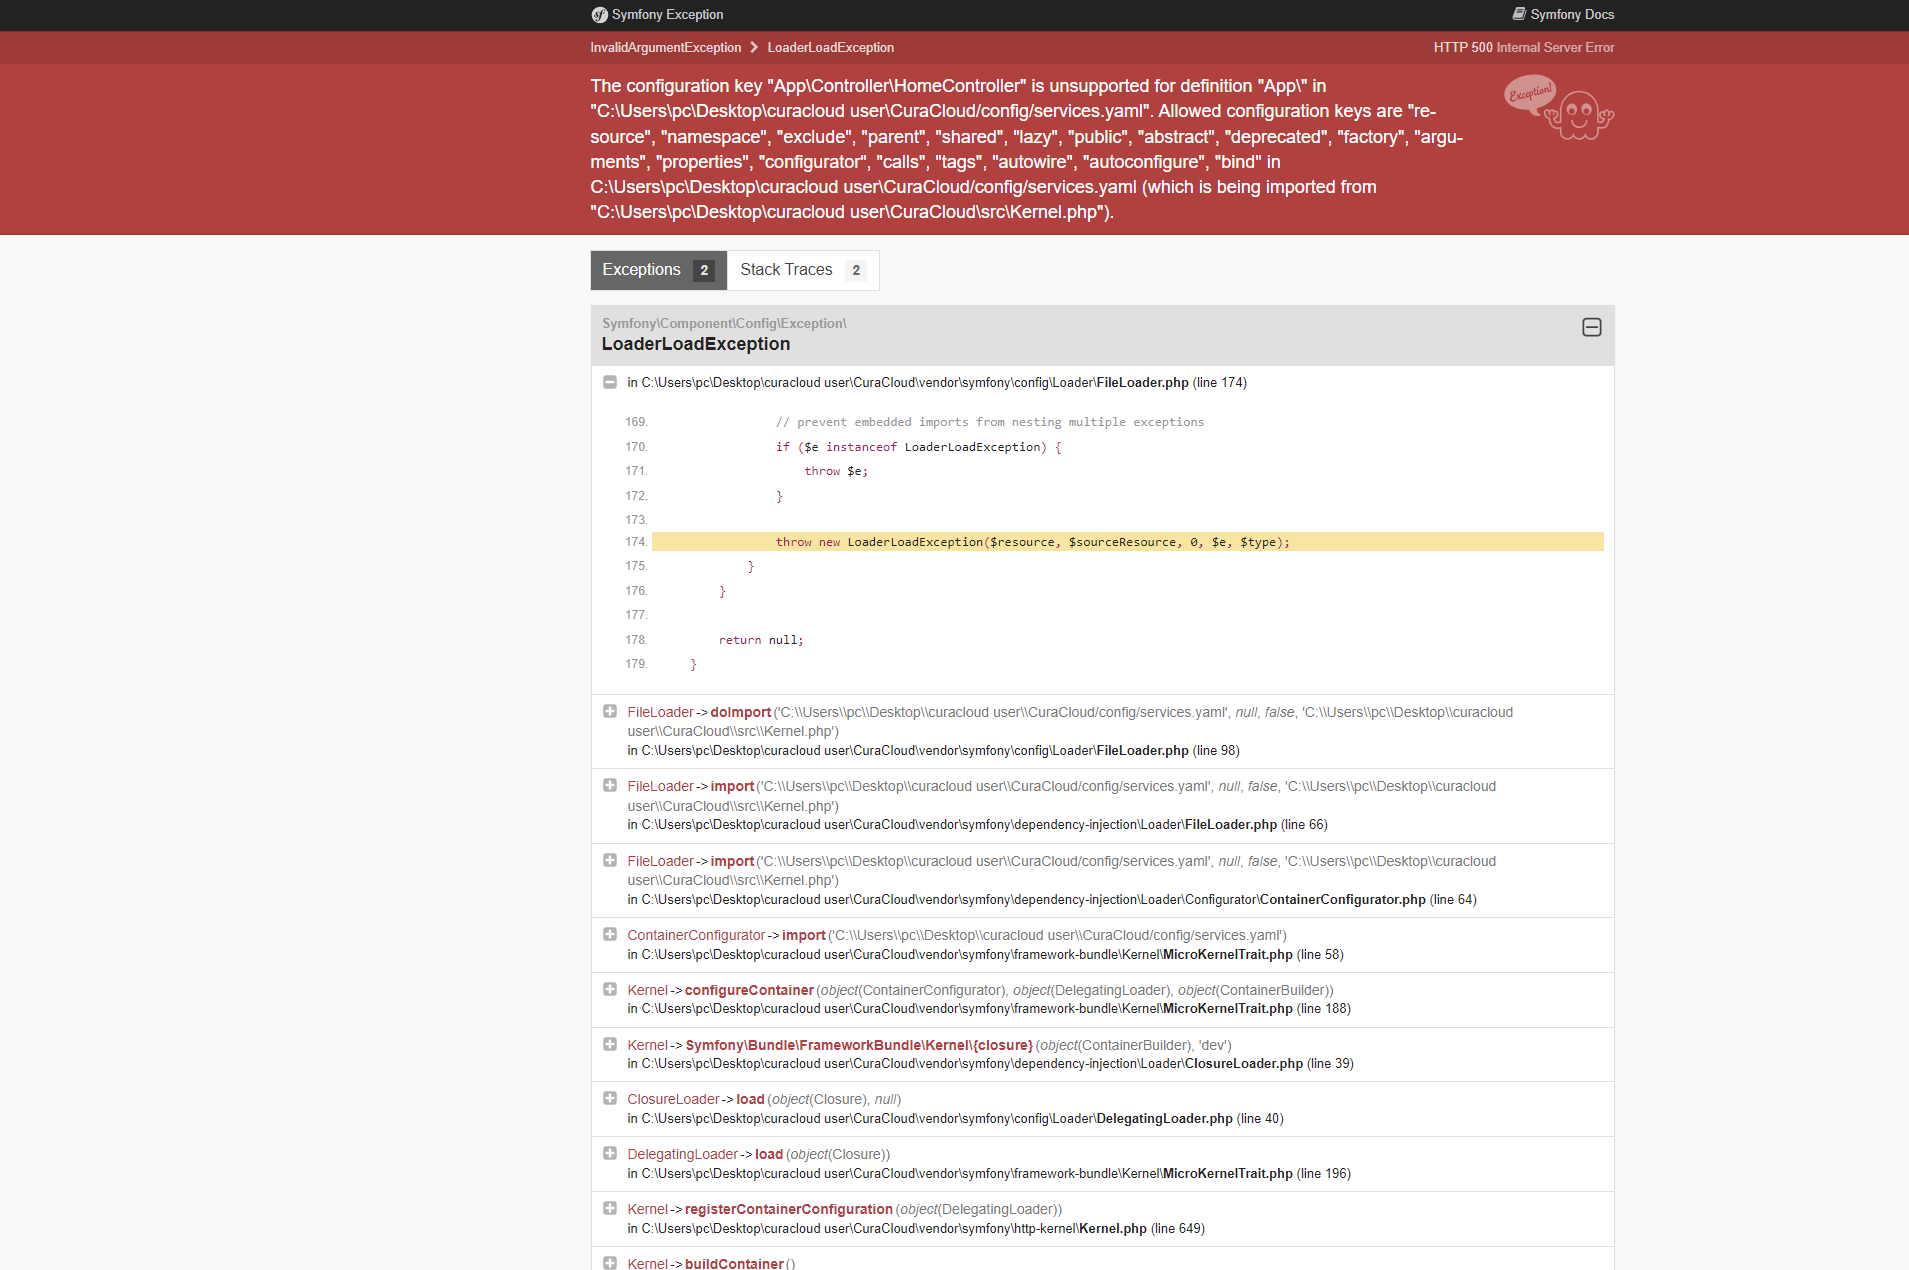 Symfony Exception
Symfony Docs
InvalidArgumentException
LoaderLoadException
HTTP 500 Internal Server Error
The configuration key "App\Controller\HomeController" is unsupported for definition "App\" in
"C:\Users\pc\Desktop\curacloud user\CuraCloud/config/services.yaml". Allowed configuration keys are "re-
source", "namespace", "exclude", "parent", "shared", "lazy", "public", "abstract", "deprecated", "factory", "argu-
ments", "properties", "configurator", "calls", "tags", "autowire", "autoconfigure", "bind" in
C:\Users\pc\Desktop\curacloud user\CuraCloud/config/services.yaml (which is being imported from
"C:\Users\pc\Desktop\curacloud user\CuraCloud\src\Kernel.php").
Exception!
Exceptions 2
Stack Traces 2
Symfony\Component\Config\Exception\
LoaderLoadException
in C:\Users\pc\Desktop\curacloud user\CuraCloud\vendor\symfony\config\Loader\FileLoader.php (line 174)
169. // prevent embedded imports from nesting multiple exceptions
170. if ($e instanceof LoaderLoadException) {
171. throw $e;
172. }
173.
174. throw new LoaderLoadException($resource, $sourceResource, 0, $e, $type);
175. }
176. }
177.
178. return null;
179. }
FileLoader->doImport('C:\\Users\\pc\\Desktop\\curacloud user\\CuraCloud/config/services.yaml', null, false, 'C:\\Users\\pc\\Desktop\\curacloud
user\\CuraCloud\\src\\Kernel.php')
in C:\Users\pc\Desktop\curacloud user\CuraCloud\vendor\symfony\config\Loader\FileLoader.php (line 98)
FileLoader->import('C:\\Users\\pc\\Desktop\\curacloud user\\CuraCloud/config/services.yaml', null, false, 'C:\\Users\\pc\\Desktop\\curacloud
user\\CuraCloud\\src\\Kernel.php')
in C:\Users\pc\Desktop\curacloud user\CuraCloud\vendor\symfony\dependency-injection\Loader\FileLoader.php (line 66)
FileLoader->import('C:\\Users\\pc\\Desktop\\curacloud user\\CuraCloud/config/services.yaml', null, false, 'C:\\Users\\pc\\Desktop\\curacloud
user\\CuraCloud\\src\\Kernel.php')
in C:\Users\pc\Desktop\curacloud user\CuraCloud\vendor\symfony\dependency-injection\Loader\Configurator\ContainerConfigurator.php (line 64)
ContainerConfigurator->import('C:\\Users\\pc\\Desktop\\curacloud user\\CuraCloud/config/services.yaml')
in C:\Users\pc\Desktop\curacloud user\CuraCloud\vendor\symfony\framework-bundle\Kernel\MicroKernelTrait.php (line 58)
Kernel->configureContainer(object(ContainerConfigurator), object(DelegatingLoader), object(ContainerBuilder))
in C:\Users\pc\Desktop\curacloud user\CuraCloud\vendor\symfony\framework-bundle\Kernel\MicroKernelTrait.php (line 188)
Kernel->Symfony\Bundle\FrameworkBundle\Kernel\{closure}(object(ContainerBuilder), 'dev')
in C:\Users\pc\Desktop\curacloud user\CuraCloud\vendor\symfony\dependency-injection\Loader\ClosureLoader.php (line 39)
ClosureLoader->load(object(Closure), null)
in C:\Users\pc\Desktop\curacloud user\CuraCloud\vendor\symfony\config\Loader\DelegatingLoader.php (line 40)
DelegatingLoader->load(object(Closure))
in C:\Users\pc\Desktop\curacloud user\CuraCloud\vendor\symfony\framework-bundle\Kernel\MicroKernelTrait.php (line 196)
Kernel->registerContainerConfiguration(object(DelegatingLoader))
in C:\Users\pc\Desktop\curacloud user\CuraCloud\vendor\symfony\http-kernel\Kernel.php (line 649)
Kernel->buildContainer()